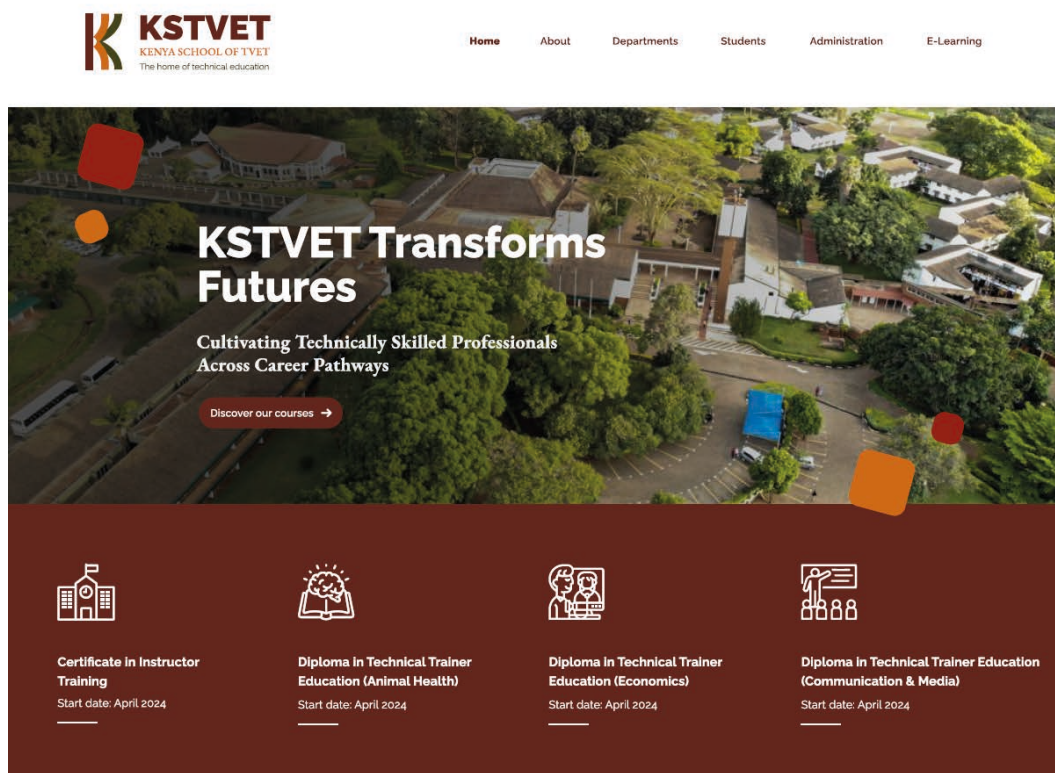 KSTVET
KENYA SCHOOL OF TVET
The home of technical education
Home About Departments Students Administration E-Learning
KSTVET Transforms
Futures
Cultivating Technically Skilled Professionals
Across Career Pathways
Discover our courses →
Certificate in Instructor
Training
Start date: April 2024
Diploma in Technical Trainer
Education (Animal Health)
Start date: April 2024
Diploma in Technical Trainer
Education (Economics)
Start date: April 2024
Diploma in Technical Trainer Education
(Communication & Media)
Start date: April 2024